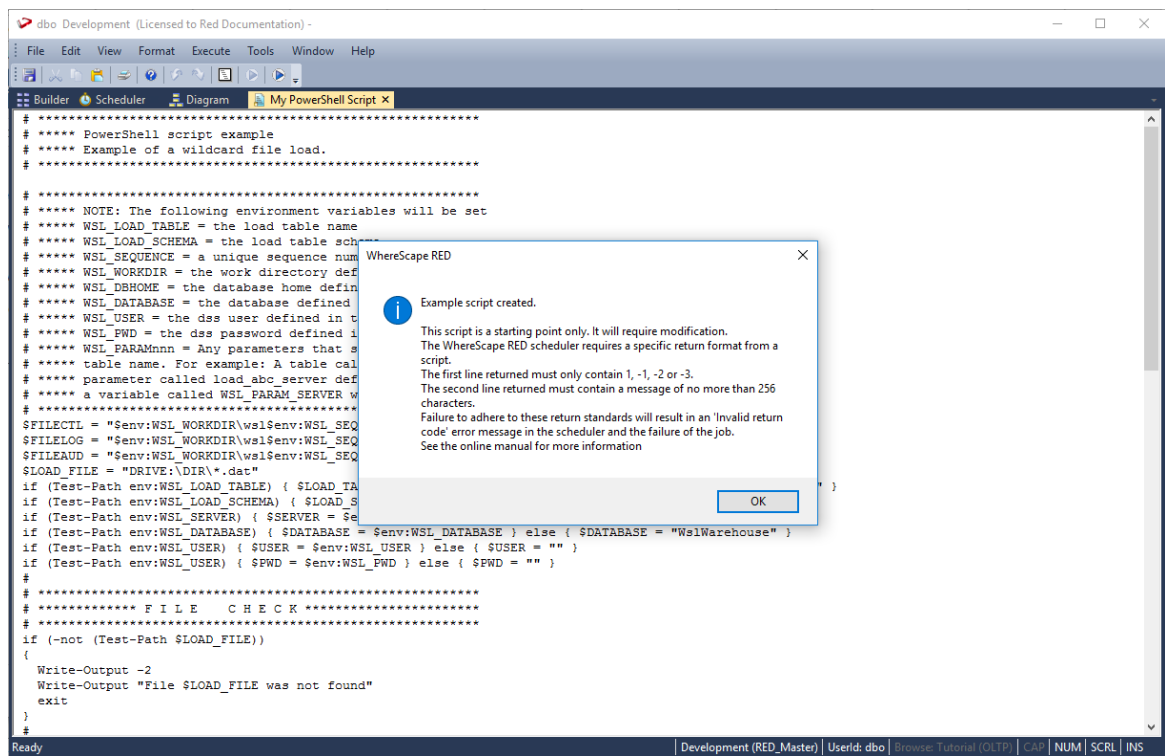 dbo Development (Licensed to Red Documentation) -
File Edit View Format Execute Tools Window Help
Builder Scheduler Diagram My PowerShell Script
# ************************************************************
# ***** PowerShell script example
# ***** Example of a wildcard file load.
# ************************************************************
# ************************************************************
# ***** NOTE: The following environment variables will be set
# ***** WSL_LOAD_TABLE = the load table name
# ***** WSL_LOAD_SCHEMA = the load table sche
# ***** WSL_SEQUENCE = a unique sequence num
# ***** WSL_WORKDIR = the work directory def
# ***** WSL_DBHOME = the database home defin
# ***** WSL_DATABASE = the database defined
# ***** WSL_USER = the dss user defined in t
# ***** WSL_PWD = the dss password defined i
# ***** WSL_PARAMnnn = Any parameters that s
# ***** table name. For example: A table cal
# ***** parameter called load_abc_server def
# ***** a variable called WSL_PARAM_SERVER w
# ************************************************************
$FILECTL = "$env:WSL_WORKDIR\wsl$env:WSL_SEQ
$FILELOG = "$env:WSL_WORKDIR\wsl$env:WSL_SEQ
$FILEAUD = "$env:WSL_WORKDIR\wsl$env:WSL_SEQ
$LOAD_FILE = "DRIVE:\DIR\*.dat"
if (Test-Path env:WSL_LOAD_TABLE) { $LOAD_TA " }
if (Test-Path env:WSL_LOAD_SCHEMA) { $LOAD_S
if (Test-Path env:WSL_SERVER) { $SERVER = $e
if (Test-Path env:WSL_DATABASE) { $DATABASE = $env:WSL_DATABASE } else { $DATABASE = "WslWarehouse" }
if (Test-Path env:WSL_USER) { $USER = $env:WSL_USER } else { $USER = "" }
if (Test-Path env:WSL_USER) { $PWD = $env:WSL_PWD } else { $PWD = "" }
#
# ************************************************************
# ************* F I L E C H E C K ************************
# ************************************************************
if (-not (Test-Path $LOAD_FILE))
{
Write-Output -2
Write-Output "File $LOAD_FILE was not found"
exit
}
#
WhereScape RED
Example script created.
This script is a starting point only. It will require modification.
The WhereScape RED scheduler requires a specific return format from a
script.
The first line returned must only contain 1, -1, -2 or -3.
The second line returned must contain a message of no more than 256
characters.
Failure to adhere to these return standards will result in an 'Invalid return
code' error message in the scheduler and the failure of the job.
See the online manual for more information
OK
Ready Development (RED_Master) UserId: dbo Browse: Tutorial (OLTP) CAP NUM SCRL INS